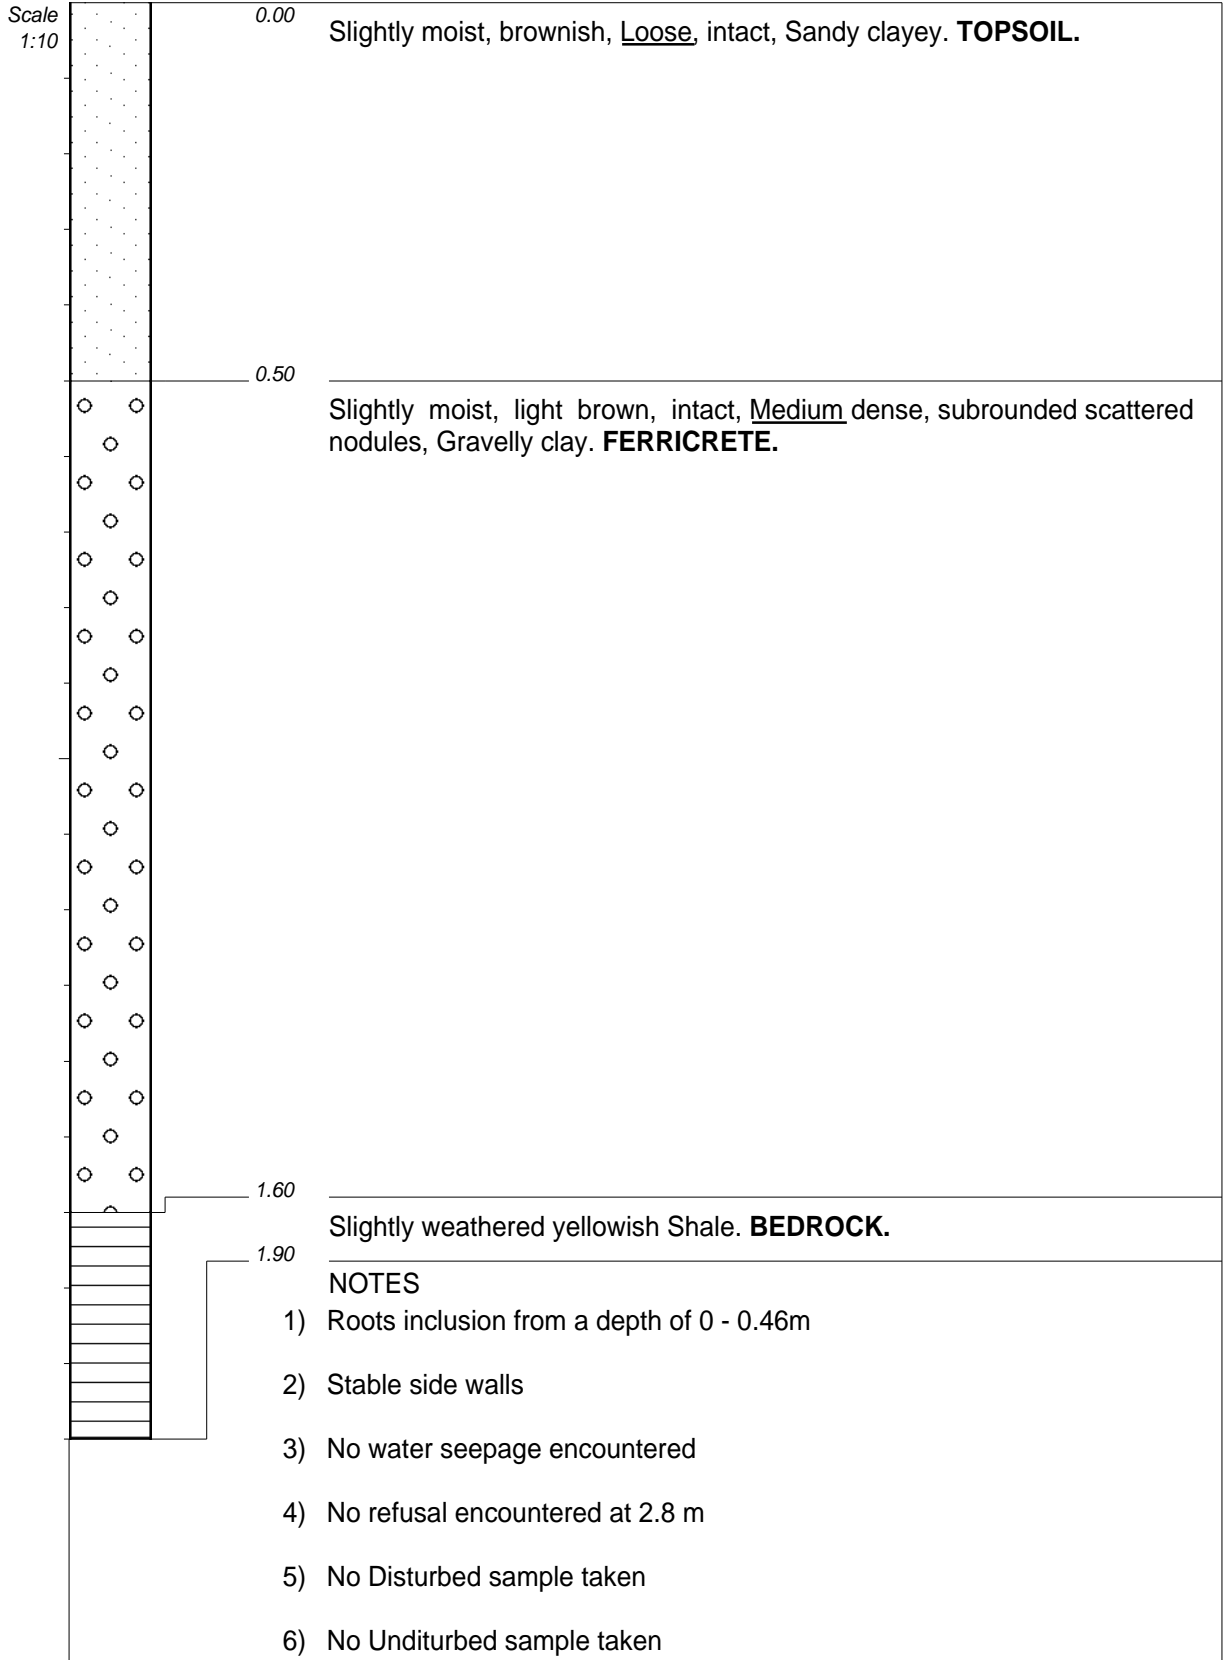 Scale
1:10
0.00
Slightly moist, brownish, Loose, intact, Sandy clayey. TOPSOIL.
0.50
Slightly moist, light brown, intact, Medium dense, subrounded scattered
nodules, Gravelly clay. FERRICRETE.
1.60
Slightly weathered yellowish Shale. BEDROCK.
1.90
NOTES
1) Roots inclusion from a depth of 0 - 0.46m
2) Stable side walls
3) No water seepage encountered
4) No refusal encountered at 2.8 m
5) No Disturbed sample taken
6) No Unditurbed sample taken